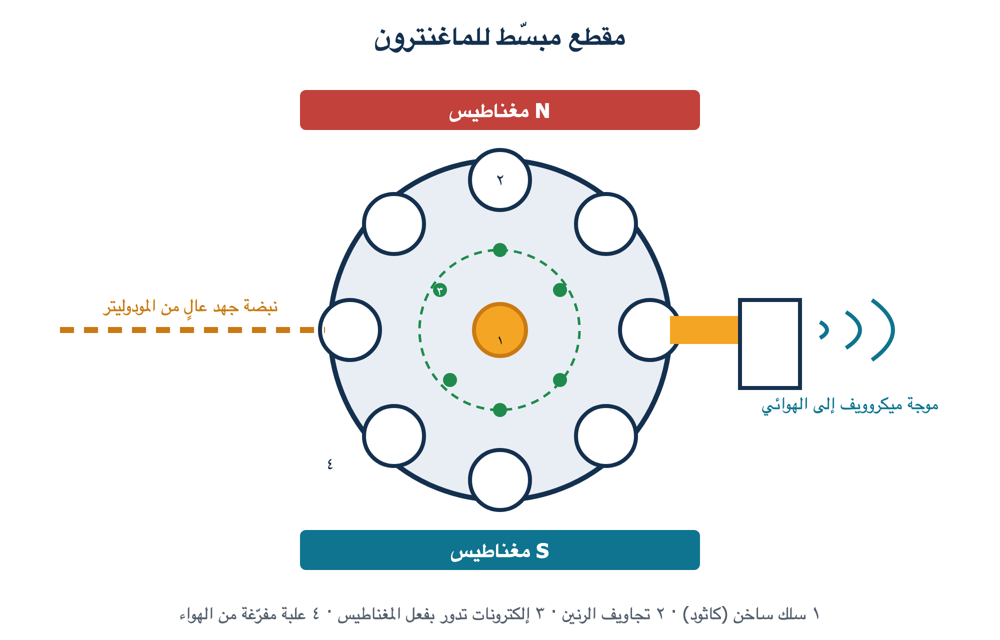 مقطع مبسّط للماغنترون
N مغناطيس
٢
٣
١
نبضة جهد عالٍ من المودوليتر
موجة ميكروويف إلى الهوائي
٤
S مغناطيس
١ سلك ساخن (كاثود) · ٢ تجاويف الرنين · ٣ إلكترونات تدور بفعل المغناطيس · ٤ علبة مفرّغة من الهواء